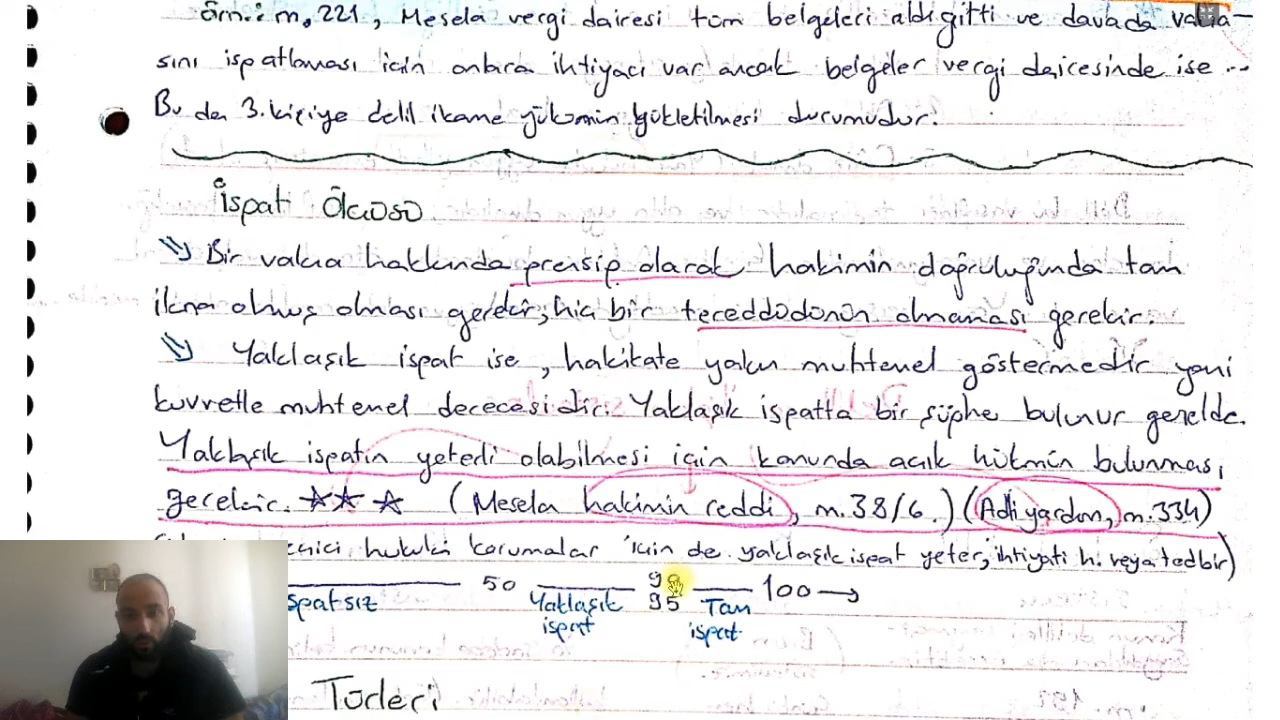 örn: m.221, Mesela vergi dairesi tüm belgeleri aldı gitti ve davada vakıa-
sını ispatlaması için onlara ihtiyacı var ancak belgeler vergi dairesinde ise ...
Bu da 3. kişiye delil ikame yükünün yükletilmesi durumudur.
İspat Ölçüsü
Bir vakıa hakkında prensip olarak hakimin doğruluğunda tam
ikna olmuş olması gerekir, hiç bir tereddüdünün olmaması gerekir.
Yaklaşık ispat ise, hakikate yakın muhtemel göstermedir yani
kuvvetle muhtemel derecesidir. Yaklaşık ispatta bir şüphe bulunur genelde.
Yaklaşık ispatın yeterli olabilmesi için kanunda açık hükmün bulunması
gerekir. ☆☆☆ (Mesela hakimin reddi, m.38/6.) (Adli yardım, m.334)
hukuki korumalar için de yaklaşık ispat yeter, ihtiyati h. veya tedbir)
50 90 100
spatsız Yaklaşık 95 Tam
ispat ispat
Türleri